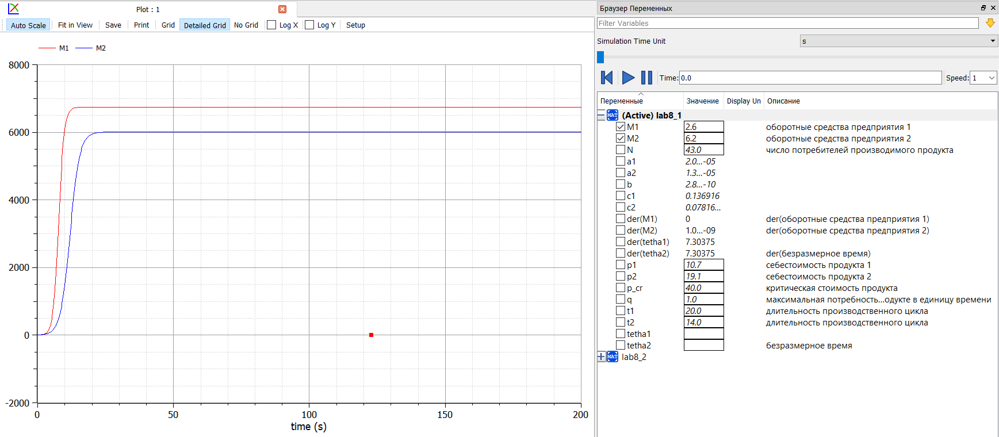 Plot : 1
Auto Scale Fit in View Save Print Grid Detailed Grid No Grid Log X Log Y Setup
M1 M2
8000
6000
4000
2000
0
-2000
0 50 100 150 200
time (s)
Браузер Переменных
Filter Variables
Simulation Time Unit s
Time: 0.0 Speed: 1
Переменные Значение Display Un Описание
MAT (Active) lab8_1
M1 2.6 оборотные средства предприятия 1
M2 6.2 оборотные средства предприятия 2
N 43.0 число потребителей производимого продукта
a1 2.0...-05
a2 1.3...-05
b 2.8...-10
c1 0.136916
c2 0.07816...
der(M1) 0 der(оборотные средства предприятия 1)
der(M2) 1.0...-09 der(оборотные средства предприятия 2)
der(tetha1) 7.30375
der(tetha2) 7.30375 der(безразмерное время)
p1 10.7 себестоимость продукта 1
p2 19.1 себестоимость продукта 2
p_cr 40.0 критическая стоимость продукта
q 1.0 максимальная потребность...одукте в единицу времени
t1 20.0 длительность производственного цикла
t2 14.0 длительность производственного цикла
tetha1
tetha2 безразмерное время
MAT lab8_2